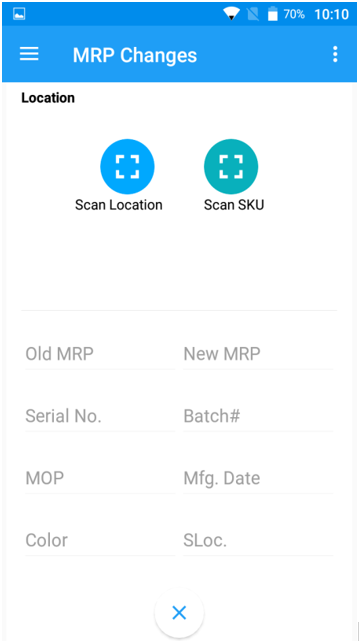 70% 10:10
MRP Changes
Location
Scan Location Scan SKU
Old MRP New MRP
Serial No. Batch#
MOP Mfg. Date
Color SLoc.